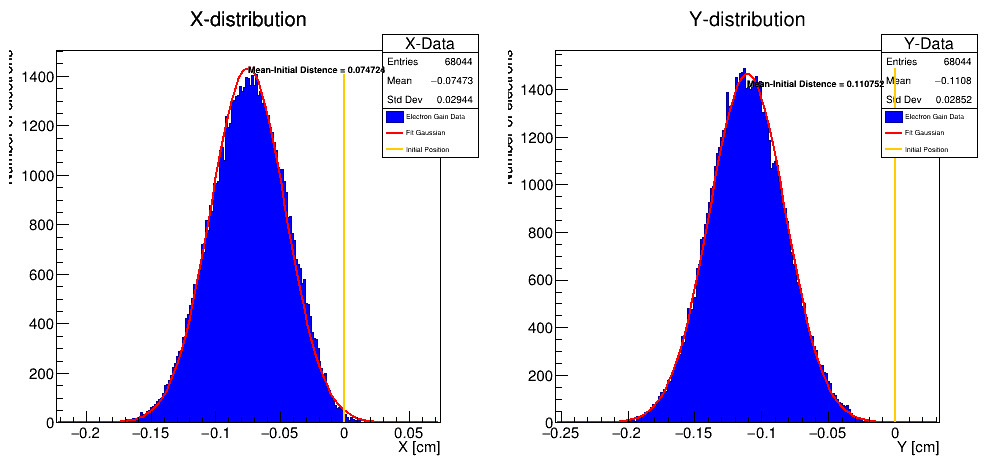 X-distribution
X-Data
Entries 68044
Mean −0.07473
Std Dev 0.02944
Electron Gain Data
Fit Gaussian
Initial Position
Mean-Initial Distence = 0.074724
1400
1200
1000
800
600
400
200
0
−0.2 −0.15 −0.1 −0.05 0 0.05
X [cm]
Y-distribution
Y-Data
Entries 68044
Mean −0.1108
Std Dev 0.02852
Electron Gain Data
Fit Gaussian
Initial Position
Mean-Initial Distence = 0.110752
1400
1200
1000
800
600
400
200
0
−0.25 −0.2 −0.15 −0.1 −0.05 0
Y [cm]